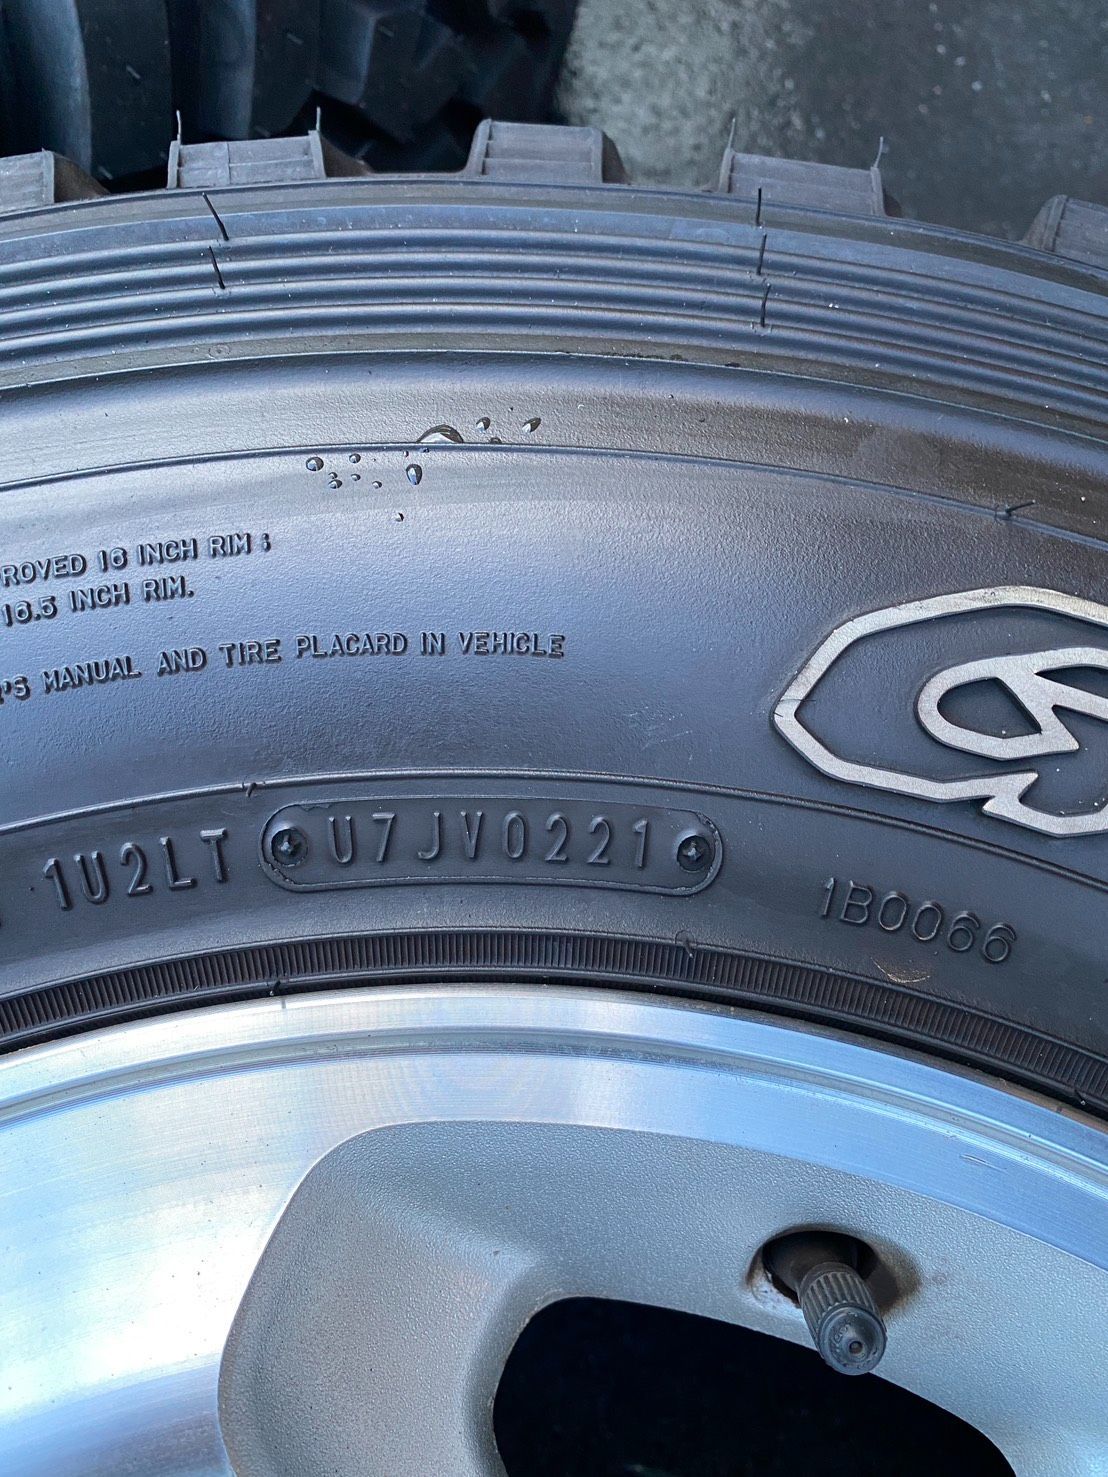 ROVED 16 INCH RIM ;
16.5 INCH RIM.
'S MANUAL AND TIRE PLACARD IN VEHICLE
1U2LT U7JV0221 1B0066